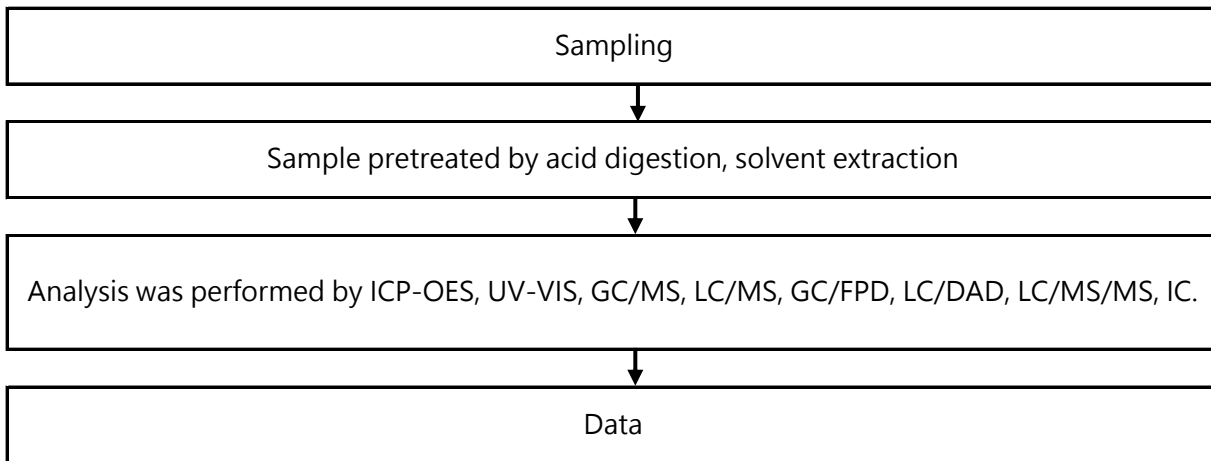 Sampling
Sample pretreated by acid digestion, solvent extraction
Analysis was performed by ICP-OES, UV-VIS, GC/MS, LC/MS, GC/FPD, LC/DAD, LC/MS/MS, IC.
Data